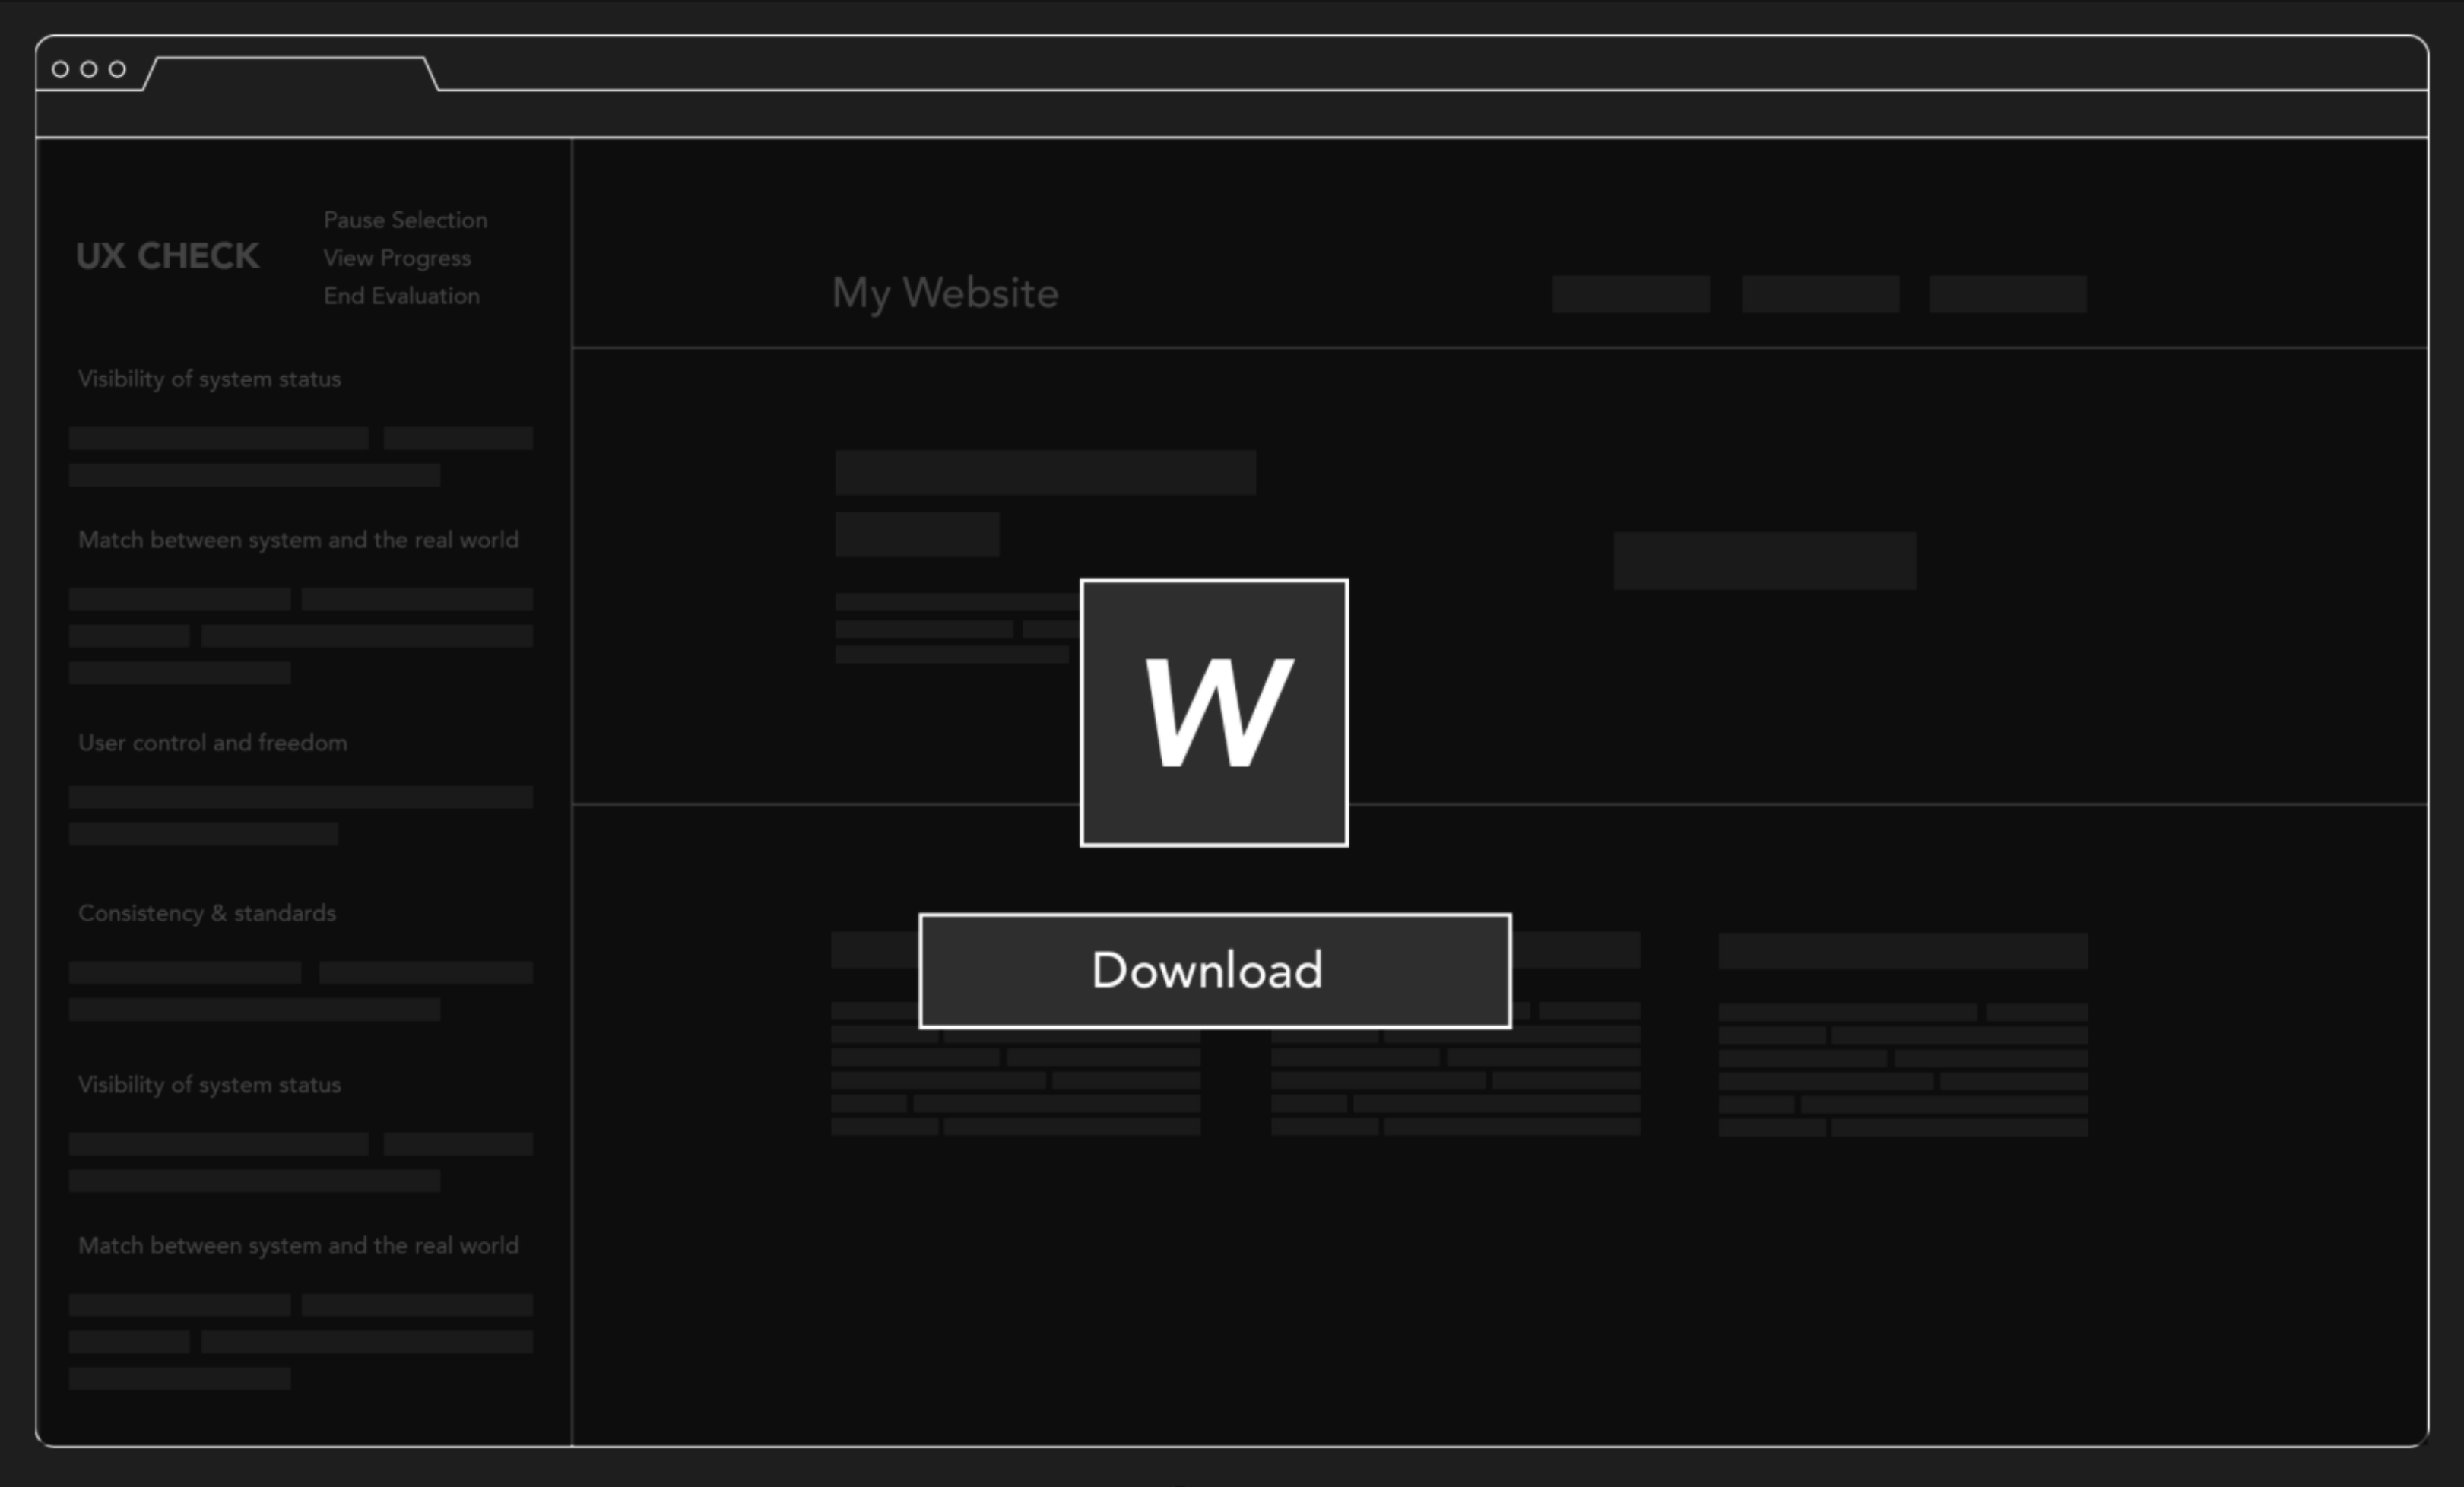 UX CHECK
Pause Selection
View Progress
End Evaluation
Visibility of system status
Match between system and the real world
User control and freedom
Consistency & standards
Visibility of system status
Match between system and the real world
My Website
W
Download